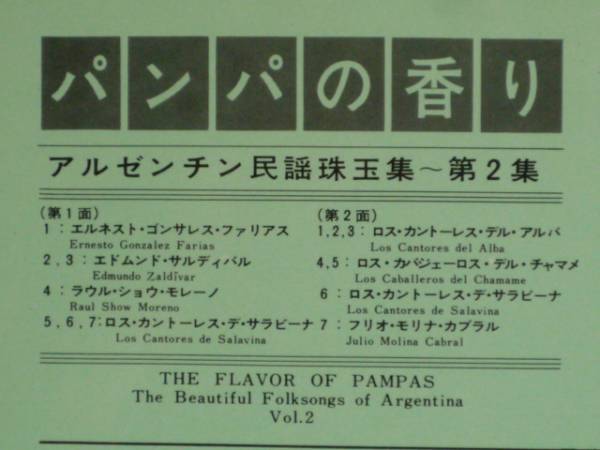 パンパの香り
アルゼンチン民謡珠玉集～第2集
(第1面)
1：エルネスト・ゴンサレス・ファリアス
Ernesto Gonzalez Farias
2,3：エドムンド・サルディバル
Edmundo Zaldívar
4：ラウル・ショウ・モレーノ
Raul Show Moreno
5,6,7：ロス・カントーレス・デ・サラビーナ
Los Cantores de Salavina
(第2面)
1,2,3：ロス・カントーレス・デル・アルバ
Los Cantores del Alba
4,5：ロス・カバジェーロス・デル・チャマメ
Los Caballeros del Chamame
6：ロス・カントーレス・デ・サラビーナ
Los Cantores de Salavina
7：フリオ・モリナ・カブラル
Julio Molina Cabral
THE FLAVOR OF PAMPAS
The Beautiful Folksongs of Argentina
Vol.2